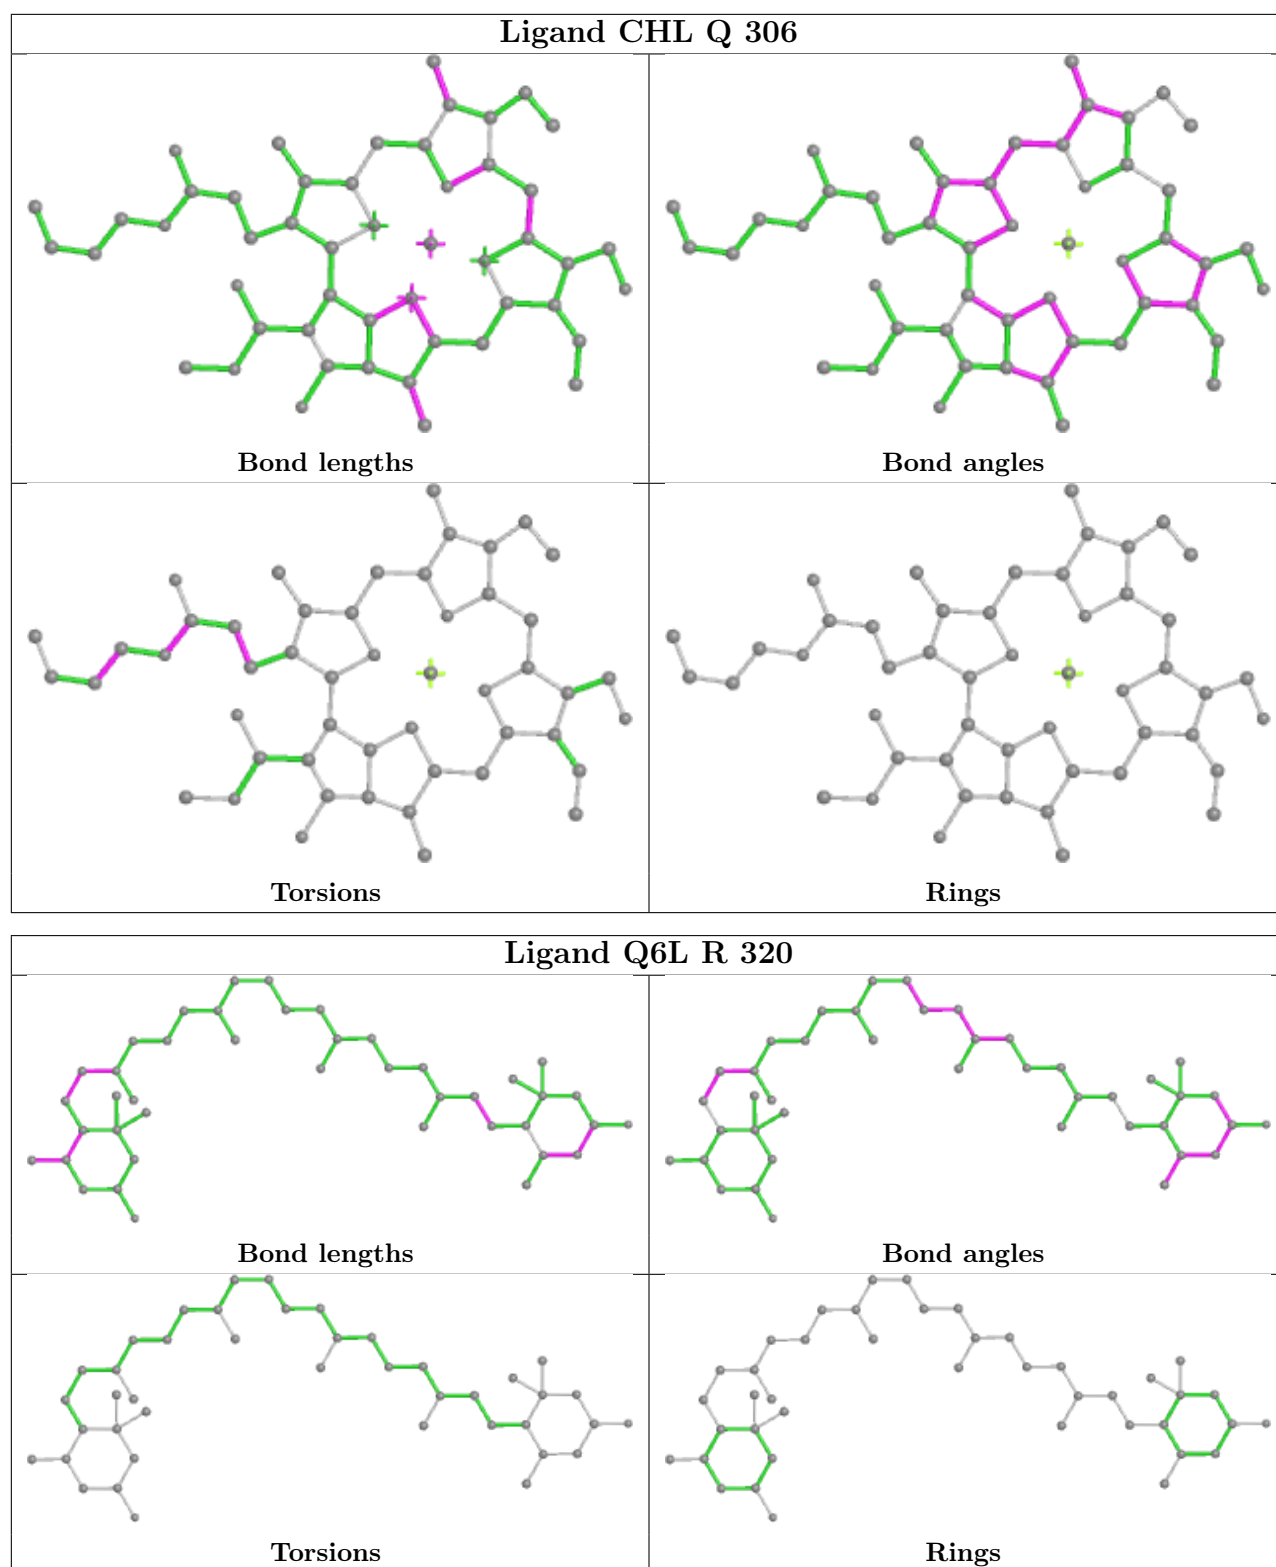 Ligand CHL Q 306
Bond lengths
Bond angles
Torsions
Rings
Ligand Q6L R 320
Bond lengths
Bond angles
Torsions
Rings